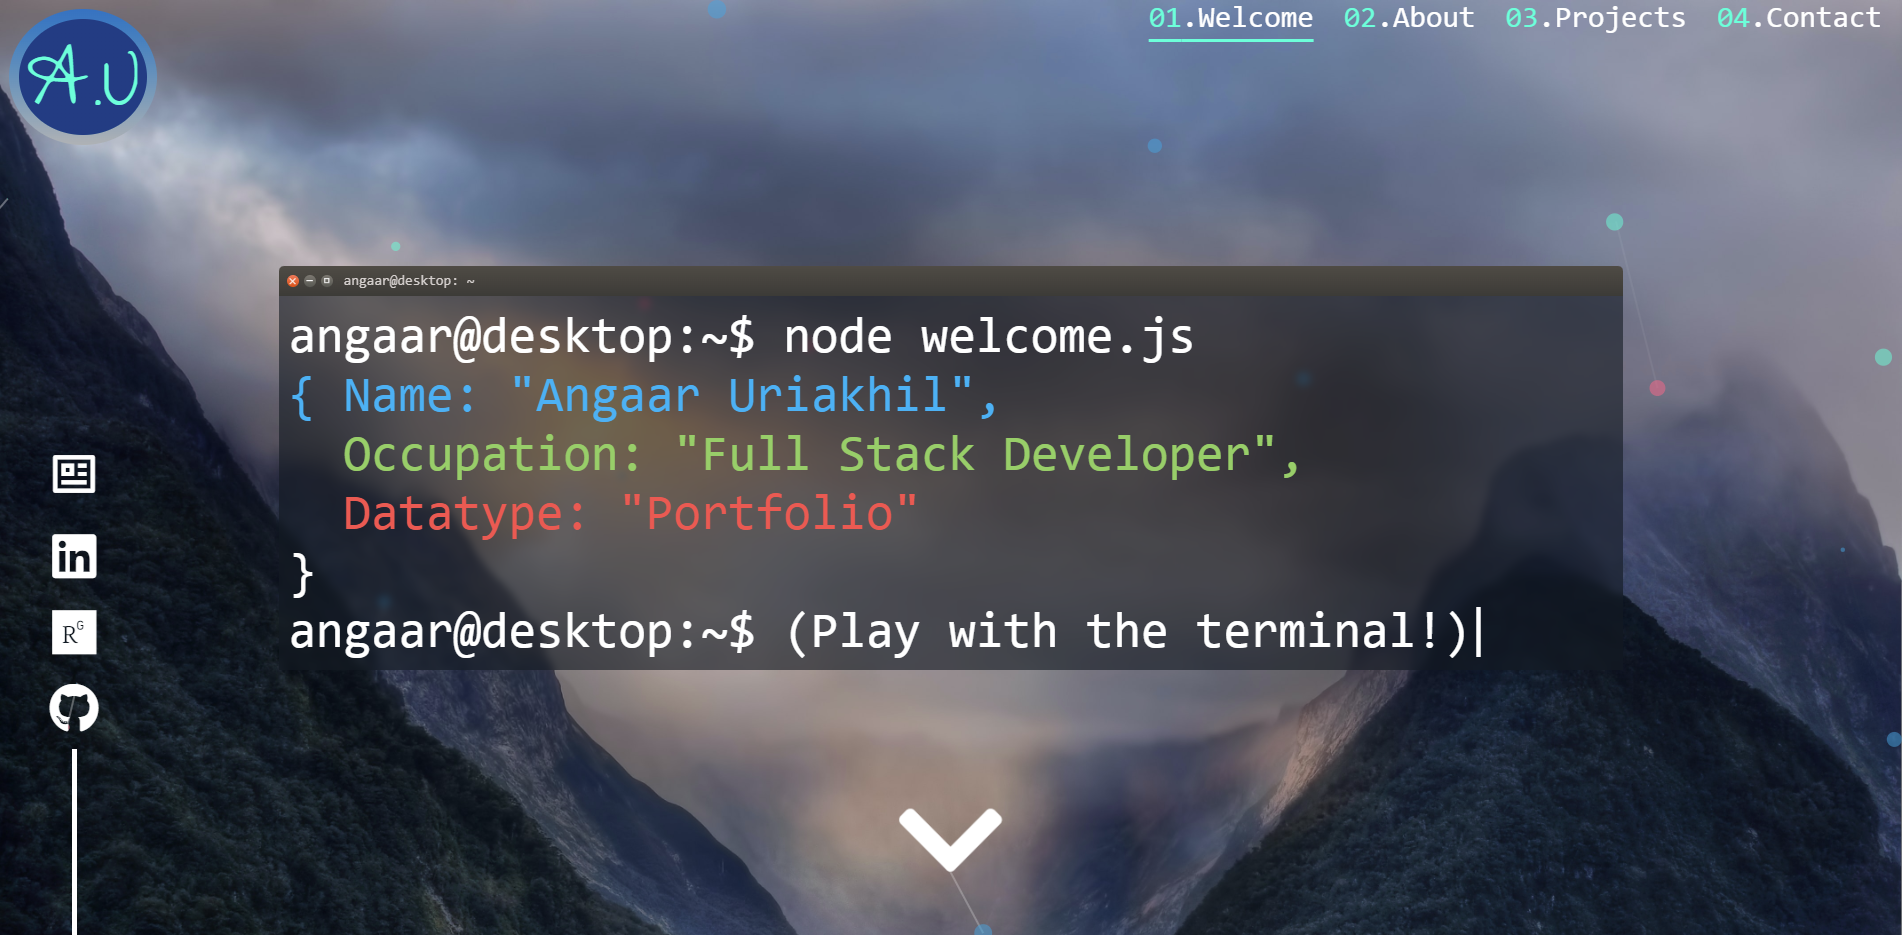 A.U
01.Welcome 02.About 03.Projects 04.Contact
angaar@desktop: ~
angaar@desktop:~$ node welcome.js
{ Name: "Angaar Uriakhil",
Occupation: "Full Stack Developer",
Datatype: "Portfolio"
}
angaar@desktop:~$ (Play with the terminal!)|
in
RG